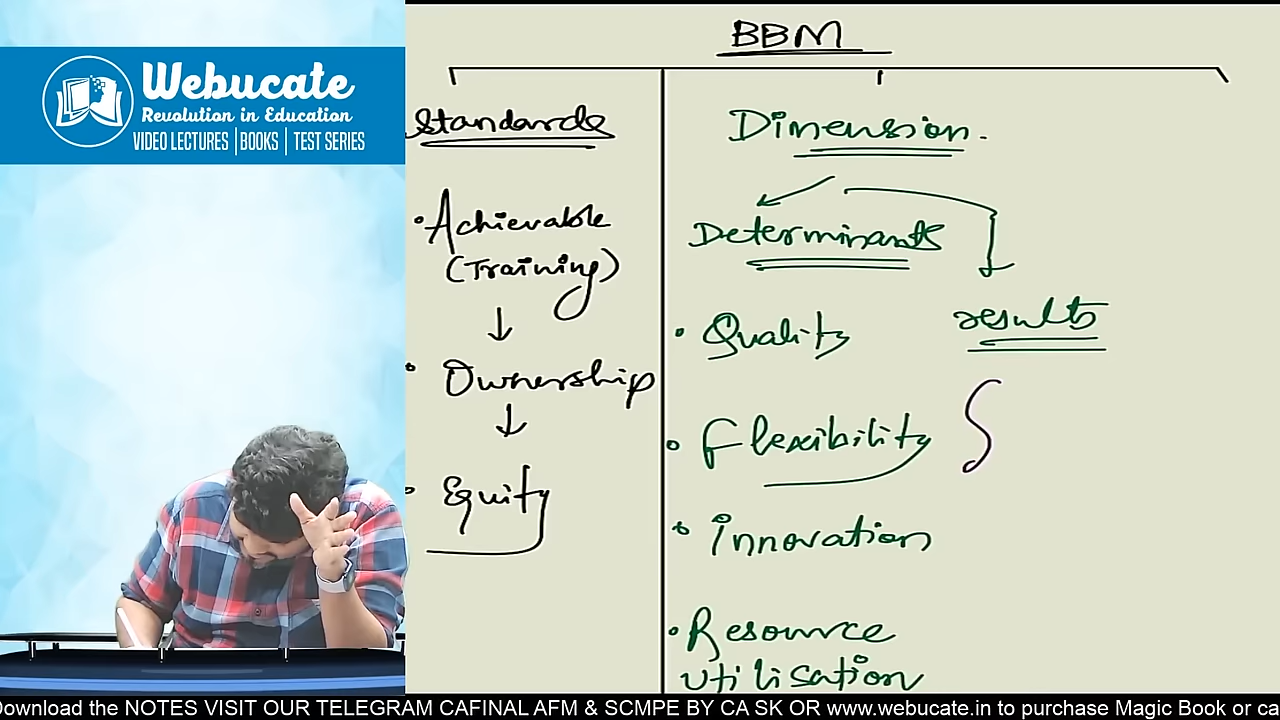 Webucate
Revolution in Education
VIDEO LECTURES | BOOKS | TEST SERIES
BBM
Standards
• Achievable
(Training)
↓
• Ownership
↓
• Equity
Dimension.
Determinants
results
• Quality
• Flexibility
• Innovation
• Resource
utilisation
Download the NOTES VISIT OUR TELEGRAM CAFINAL AFM & SCMPE BY CA SK OR www.webucate.in to purchase Magic Book or ca